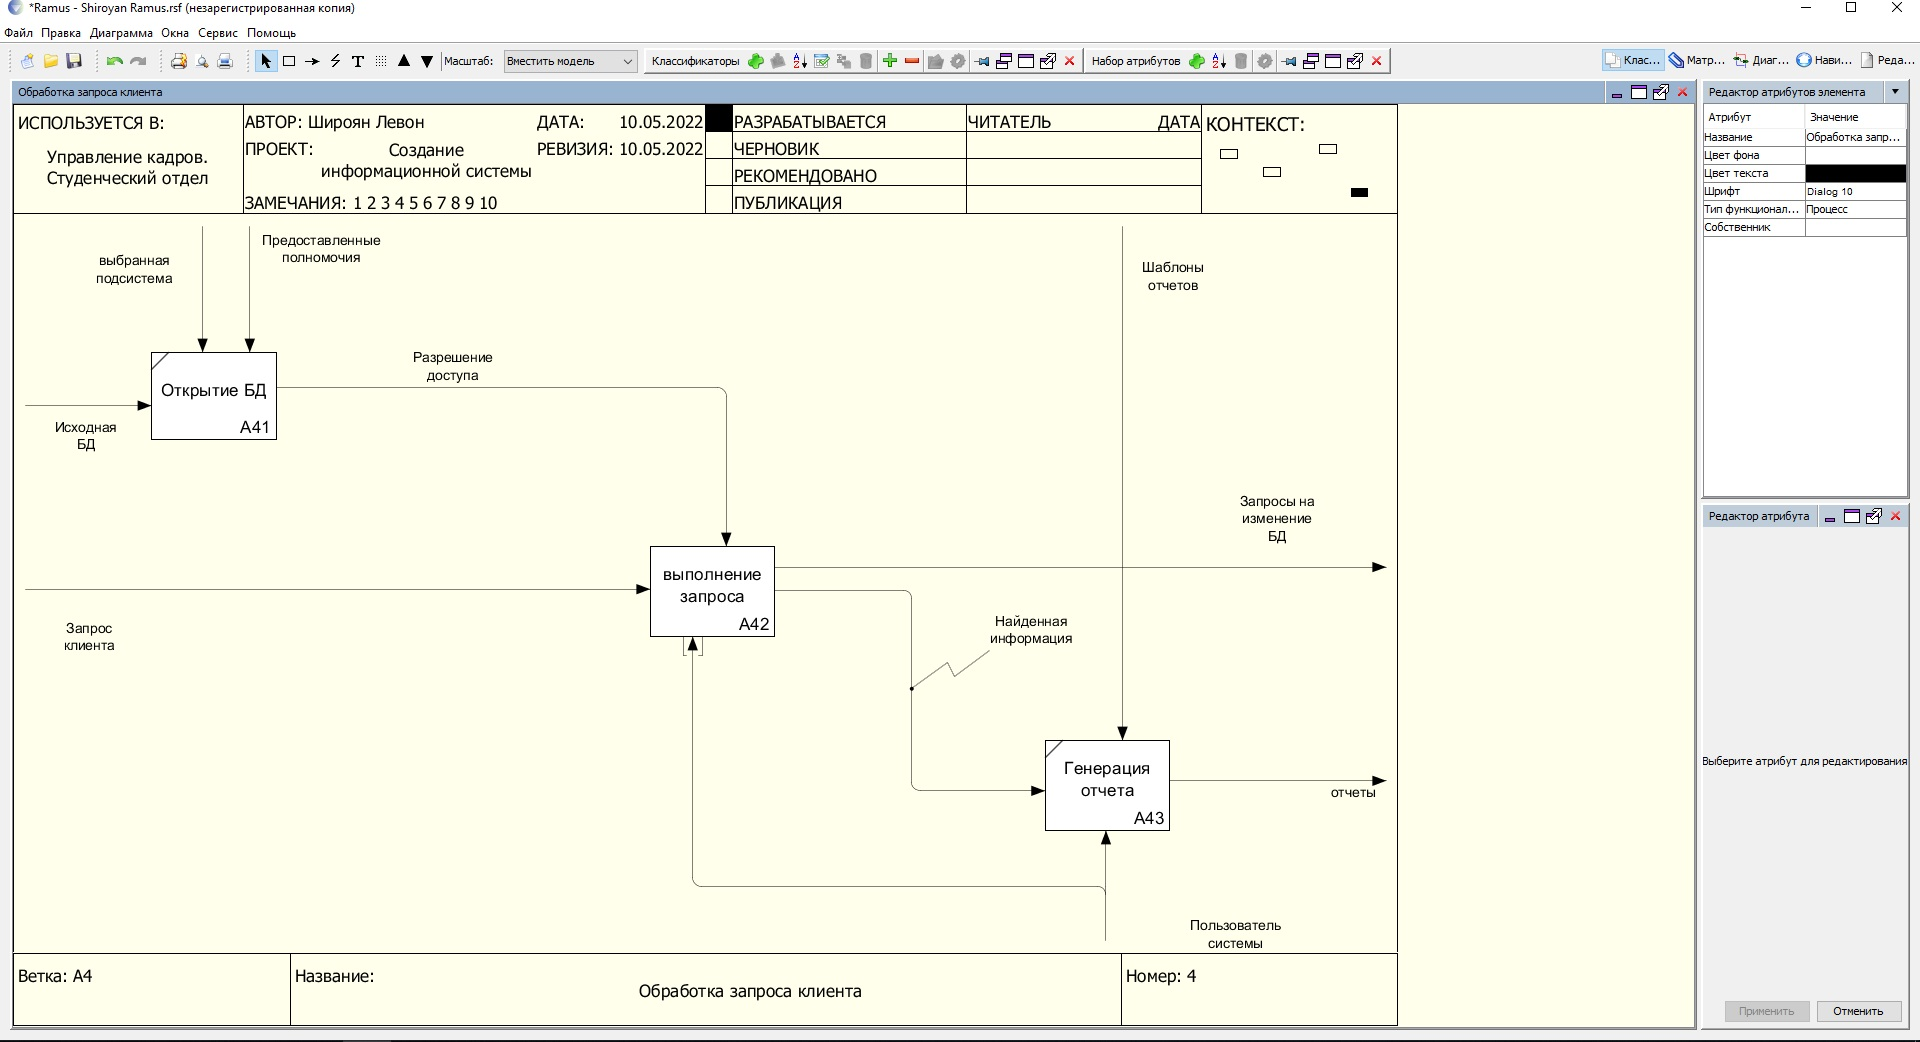 *Ramus - Shiroyan Ramus.rsf (незарегистрированная копия)
Файл Правка Диаграмма Окна Сервис Помощь
Масштаб: Вместить модель Классификаторы Набор атрибутов Клас... Матр... Диаг... Нави... Реда...
Обработка запроса клиента
ИСПОЛЬЗУЕТСЯ В:
Управление кадров.
Студенческий отдел
АВТОР: Широян Левон ДАТА: 10.05.2022
ПРОЕКТ: Создание информационной системы РЕВИЗИЯ: 10.05.2022
ЗАМЕЧАНИЯ: 1 2 3 4 5 6 7 8 9 10
РАЗРАБАТЫВАЕТСЯ
ЧЕРНОВИК
РЕКОМЕНДОВАНО
ПУБЛИКАЦИЯ
ЧИТАТЕЛЬ ДАТА
КОНТЕКСТ:
выбранная
подсистема
Предоставленные
полномочия
Шаблоны
отчетов
Открытие БД
A41
Исходная
БД
Разрешение
доступа
Запросы на
изменение
БД
выполнение
запроса
A42
Запрос
клиента
Найденная
информация
Генерация
отчета
A43
отчеты
Пользователь
системы
Ветка: A4
Название:
Обработка запроса клиента
Номер: 4
Редактор атрибутов элемента
Атрибут Значение
Название Обработка запр...
Цвет фона
Цвет текста
Шрифт Dialog 10
Тип функционал... Процесс
Собственник
Редактор атрибута
Выберите атрибут для редактирования
Применить Отменить